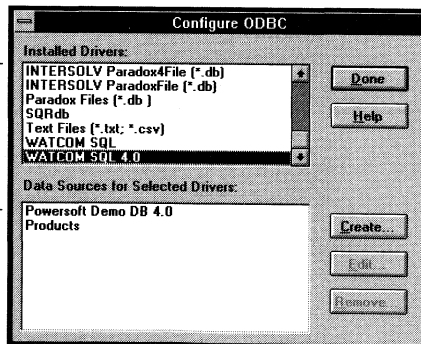 Configure ODBC
Installed Drivers:
INTERSOLV Paradox4File (*.db)
INTERSOLV ParadoxFile (*.db)
Paradox Files (*.db )
SQRdb
Text Files (*.txt; *.csv)
WATCOM SQL
WATCOM SQL 4.0
Done
Help
Data Sources for Selected Drivers:
Powersoft Demo DB 4.0
Products
Create...
Edit...
Remove...